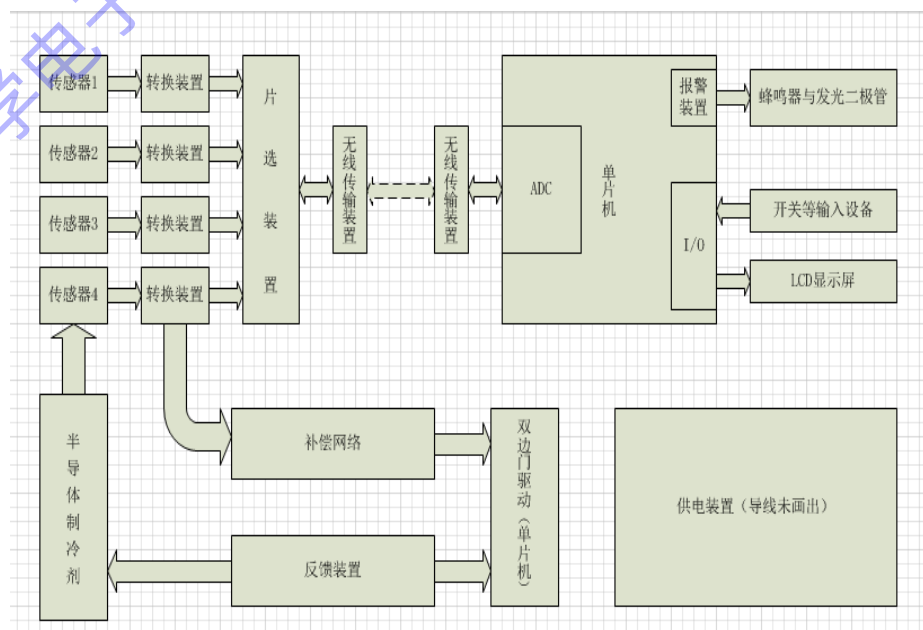 学电子
传感器1
转换装置
片选装置
传感器2
转换装置
传感器3
转换装置
传感器4
转换装置
无线传输装置
无线传输装置
ADC
单片机
报警
装置
I/O
蜂鸣器与发光二极管
开关等输入设备
LCD显示屏
半导体制冷剂
补偿网络
反馈装置
双边门驱动(单片机)
供电装置（导线未画出）